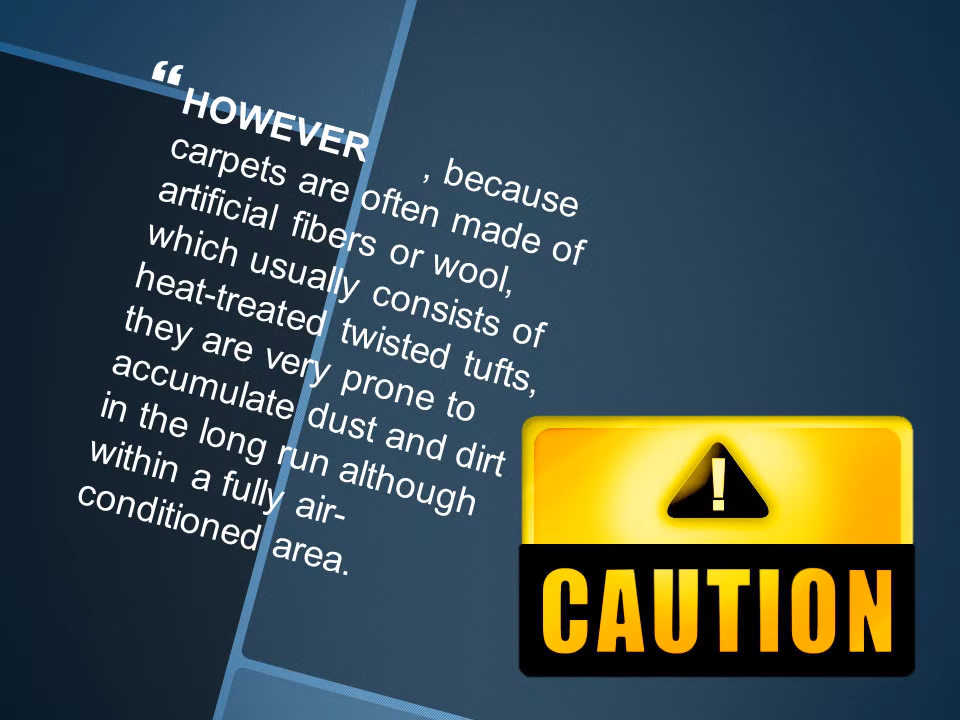 “
HOWEVER , because
carpets are often made of
artificial fibers or wool,
which usually consists of
heat-treated twisted tufts,
they are very prone to
accumulate dust and dirt
in the long run although
within a fully air-
conditioned area.
!
CAUTION